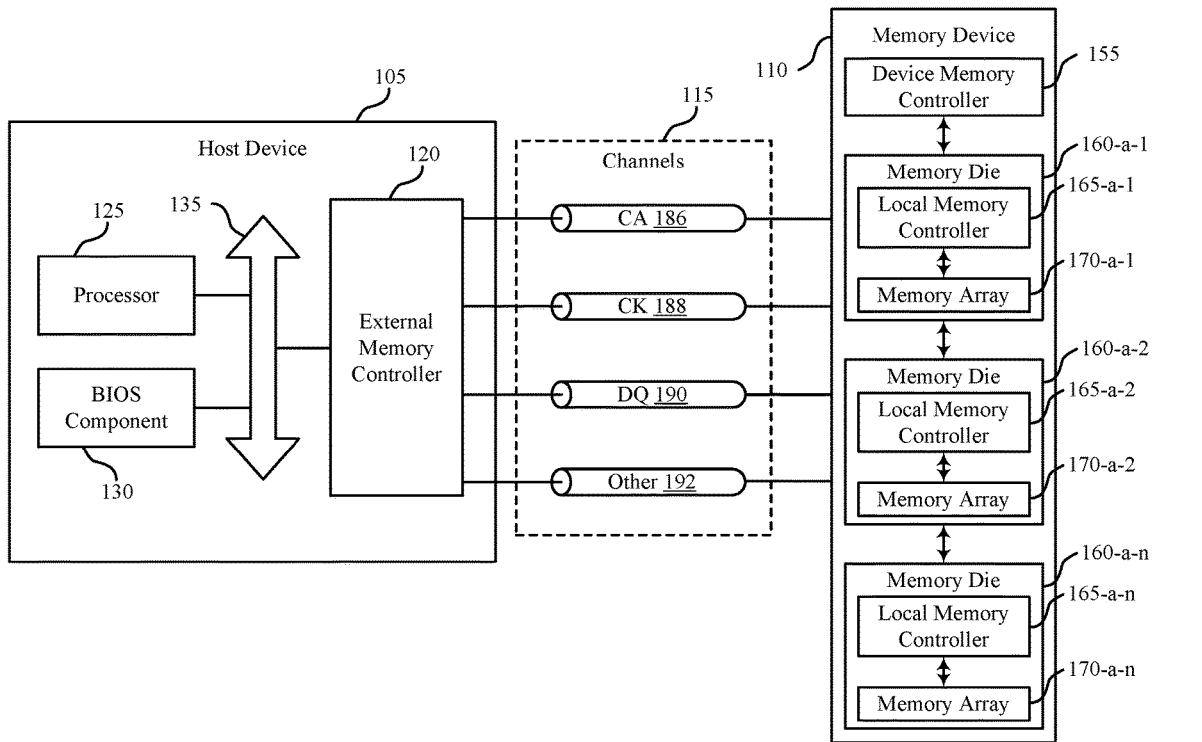 105
Host Device
120
125
135
Processor
External
Memory
Controller
BIOS
Component
130
115
Channels
CA 186
CK 188
DQ 190
Other 192
110
Memory Device
Device Memory
Controller
155
160-a-1
Memory Die
165-a-1
Local Memory
Controller
170-a-1
Memory Array
160-a-2
Memory Die
165-a-2
Local Memory
Controller
170-a-2
Memory Array
160-a-n
Memory Die
165-a-n
Local Memory
Controller
170-a-n
Memory Array